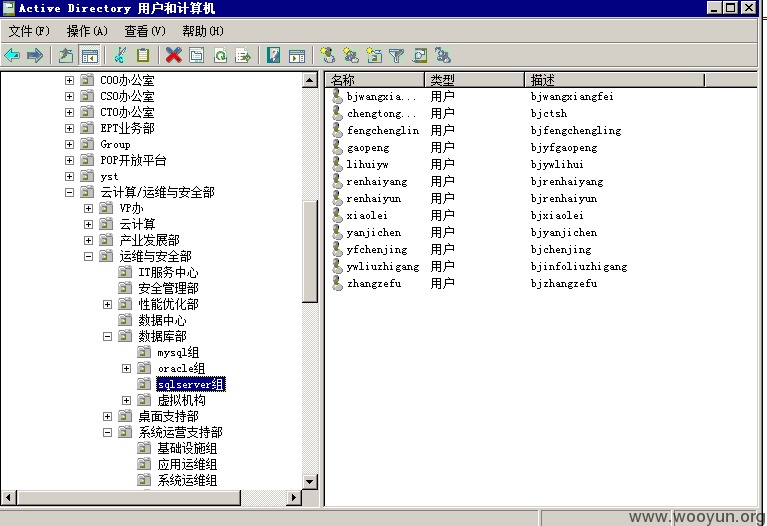 Active Directory 用户和计算机
文件(F) 操作(A) 查看(V) 帮助(H)
COO办公室
CSO办公室
CTO办公室
EPT业务部
Group
POP开放平台
yst
云计算/运维与安全部
VP办
云计算
产业发展部
运维与安全部
IT服务中心
安全管理部
性能优化部
数据中心
数据库部
mysql组
oracle组
sqlserver组
虚拟机构
桌面支持部
系统运营支持部
基础设施组
应用运维组
系统运维组
名称 类型 描述
bjwangxia... 用户 bjwangxiangfei
chengtong... 用户 bjctsh
fengchenglin 用户 bjfengchengling
gaopeng 用户 bjyfgaopeng
lihuiyw 用户 bjywlihui
renhaiyang 用户 bjrenhaiyang
renhaiyun 用户 bjrenhaiyun
xiaolei 用户 bjxiaolei
yanjichen 用户 bjyanjichen
yfchenjing 用户 bjchenjing
ywliuzhigang 用户 bjinfoliuzhigang
zhangzefu 用户 bjzhangzefu
www.wooyun.org